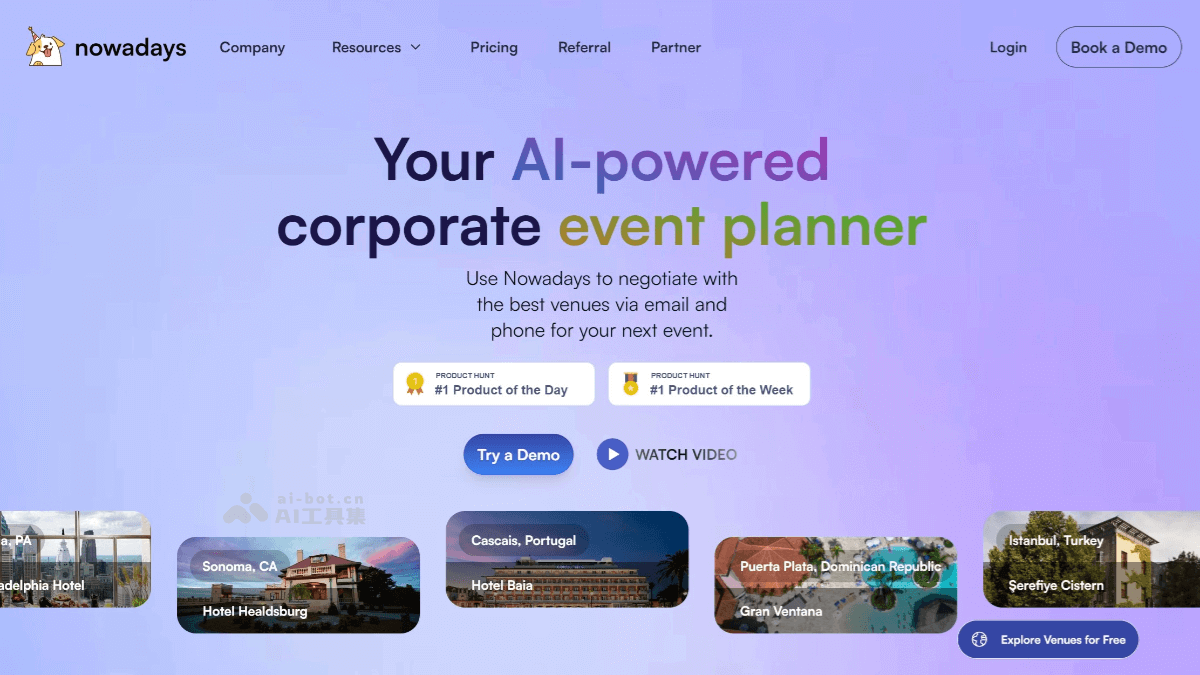 nowadays
Company
Resources
Pricing
Referral
Partner
Login
Book a Demo
Your AI-powered
corporate event planner
Use Nowadays to negotiate with
the best venues via email and
phone for your next event.
PRODUCT HUNT
#1 Product of the Day
PRODUCT HUNT
#1 Product of the Week
Try a Demo
WATCH VIDEO
ai-bot.cn
AI工具集
a, PA
adelphia Hotel
Sonoma, CA
Hotel Healdsburg
Cascais, Portugal
Hotel Baia
Puerta Plata, Dominican Republic
Gran Ventana
Istanbul, Turkey
Şerefiye Cistern
Explore Venues for Free